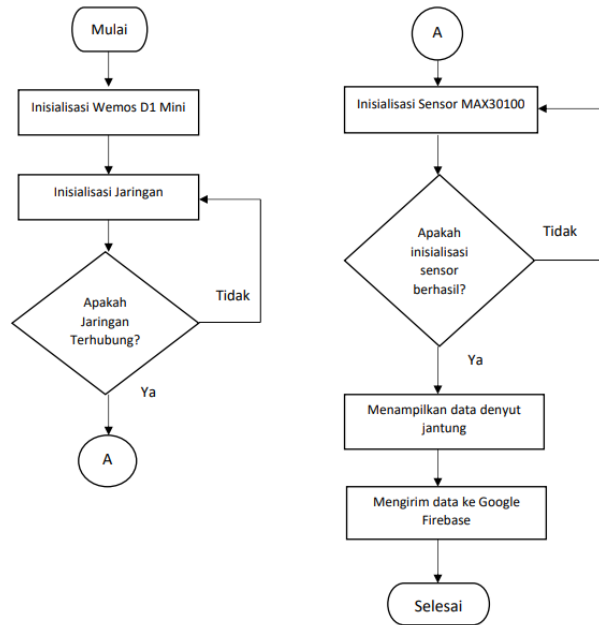 Mulai
Inisialisasi Wemos D1 Mini
Inisialisasi Jaringan
Apakah
Jaringan
Terhubung?
Tidak
Ya
A
A
Inisialisasi Sensor MAX30100
Apakah
inisialisasi
sensor
berhasil?
Tidak
Ya
Menampilkan data denyut
jantung
Mengirim data ke Google
Firebase
Selesai